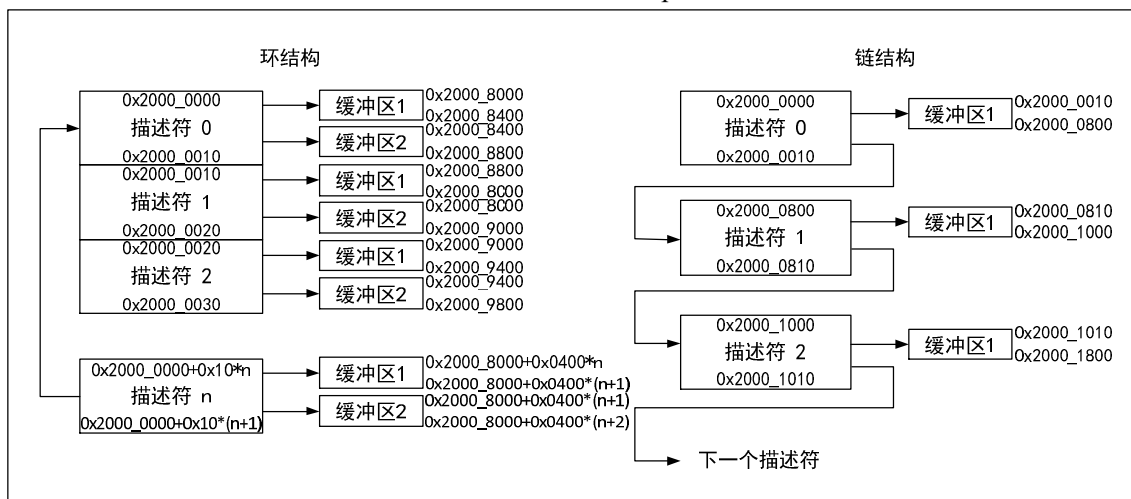 环结构
0x2000_0000
描述符 0
0x2000_0010
0x2000_0010
描述符 1
0x2000_0020
0x2000_0020
描述符 2
0x2000_0030
0x2000_0000+0x10*n
描述符 n
0x2000_0000+0x10*(n+1)
缓冲区1
0x2000_8000
0x2000_8400
缓冲区2
0x2000_8400
0x2000_8800
缓冲区1
0x2000_8800
0x2000_8C00
缓冲区2
0x2000_8C00
0x2000_9000
缓冲区1
0x2000_9000
0x2000_9400
缓冲区2
0x2000_9400
0x2000_9800
缓冲区1
0x2000_8000+0x0400*n
0x2000_8000+0x0400*(n+1)
缓冲区2
0x2000_8000+0x0400*(n+1)
0x2000_8000+0x0400*(n+2)
链结构
0x2000_0000
描述符 0
0x2000_0010
缓冲区1
0x2000_0010
0x2000_0800
0x2000_0800
描述符 1
0x2000_0810
缓冲区1
0x2000_0810
0x2000_1000
0x2000_1000
描述符 2
0x2000_1010
缓冲区1
0x2000_1010
0x2000_1800
下一个描述符